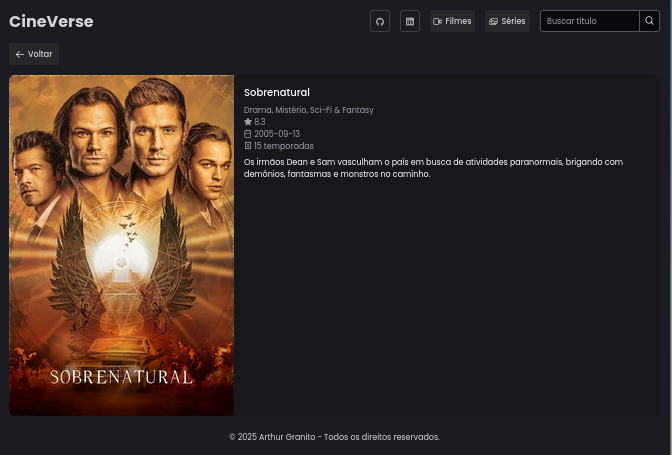 CineVerse
Filmes
Séries
Buscar título
Voltar
Sobrenatural
Drama, Mistério, Sci-Fi & Fantasy
8.3
2005-09-13
15 temporadas
Os irmãos Dean e Sam vasculham o país em busca de atividades paranormais, brigando com
demônios, fantasmas e monstros no caminho.
SOBRENATURAL
© 2025 Arthur Granito - Todos os direitos reservados.